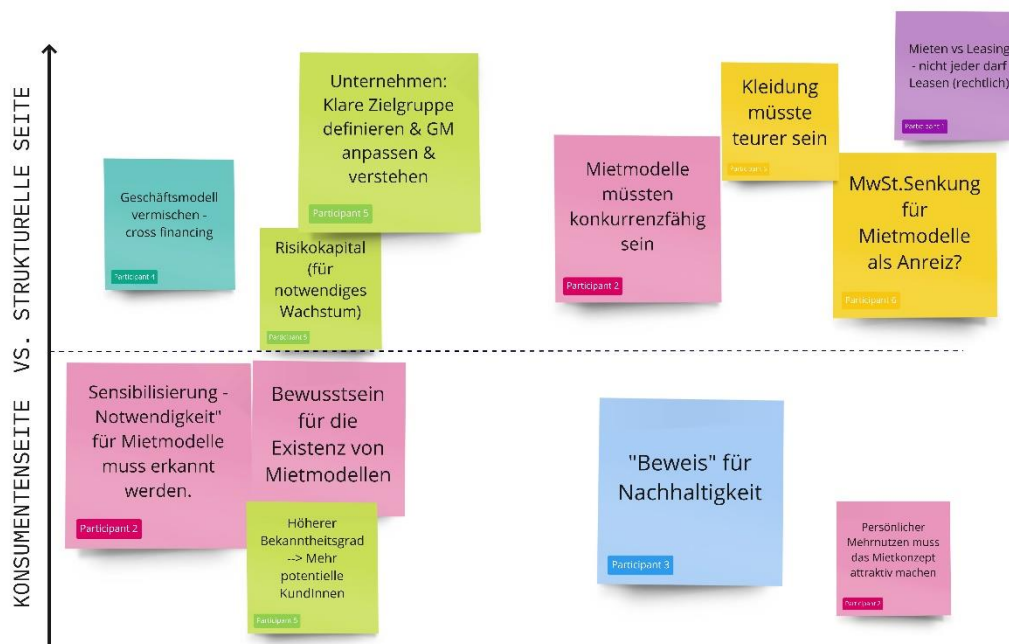 KONSUMENTENSEITE VS. STRUKTURELLE SEITE
Geschäftsmodell
vermischen -
cross financing
Participant 4
Unternehmen:
Klare Zielgruppe
definieren & GM
anpassen &
verstehen
Participant 5
Risikokapital
(für
notwendiges
Wachstum)
Participant 5
Mietmodelle
müssten
konkurrenzfähig
sein
Participant 2
Kleidung
müsste
teurer sein
Mieten vs Leasing
- nicht jeder darf
Leasen (rechtlich)
Participant 1
MwSt.Senkung
für
Mietmodelle
als Anreiz?
Participant 6
Sensibilisierung -
Notwendigkeit"
für Mietmodelle
muss erkannt
werden.
Participant 2
Bewusstsein
für die
Existenz von
Mietmodellen
Höherer
Bekanntheitsgrad
--> Mehr
potentielle
KundInnen
Participant 5
"Beweis" für
Nachhaltigkeit
Participant 3
Persönlicher
Mehrnutzen muss
das Mietkonzept
attraktiv machen
Participant 2